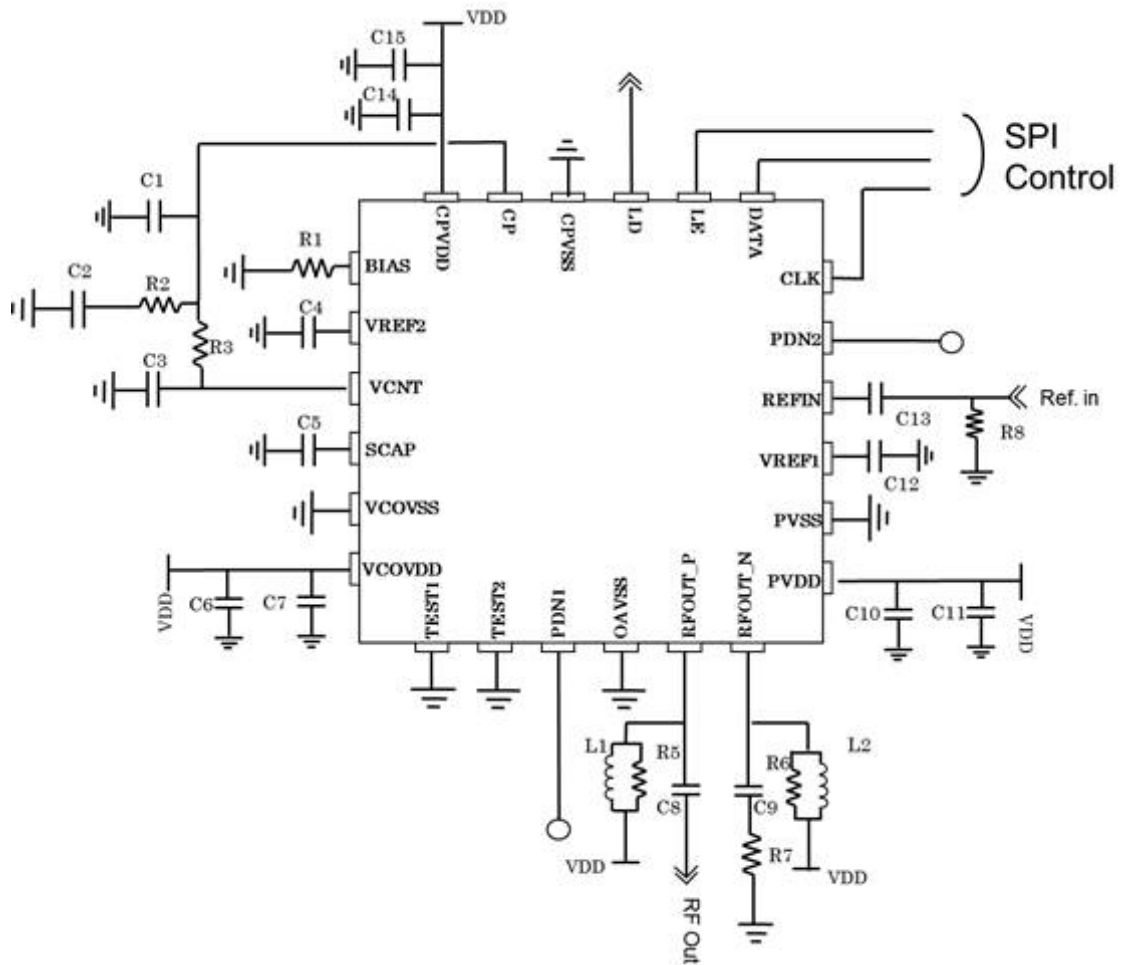 VDD
C15
C14
SPI
Control
C1
CPVDD
CP
CPVSS
LD
LE
DATA
R1
BIAS
CLK
C2
R2
C4
VREF2
PDN2
R3
C3
VCNT
REFIN
C13
Ref. in
R8
C5
SCAP
VREF1
C12
VCOVSS
PVSS
VCOVDD
PVDD
VDD
C6
C7
TEST1
TEST2
PDN1
OAVSS
RFOUT_P
RFOUT_N
C10
C11
VDD
L1
R5
R6
L2
C8
C9
R7
VDD
VDD
RF Out